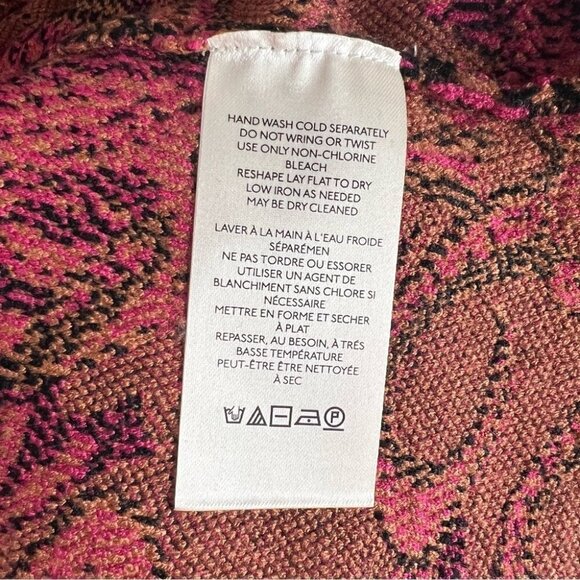 HAND WASH COLD SEPARATELY
DO NOT WRING OR TWIST
USE ONLY NON-CHLORINE
BLEACH
RESHAPE LAY FLAT TO DRY
LOW IRON AS NEEDED
MAY BE DRY CLEANED
LAVER À LA MAIN À L'EAU FROIDE
SÉPARÉMEN
NE PAS TORDRE OU ESSORER
UTILISER UN AGENT DE
BLANCHIMENT SANS CHLORE SI
NÉCESSAIRE
METTRE EN FORME ET SECHER
À PLAT
REPASSER, AU BESOIN, À TRÉS
BASSE TEMPÉRATURE
PEUT-ÊTRE ÊTRE NETTOYÉE
À SEC
P